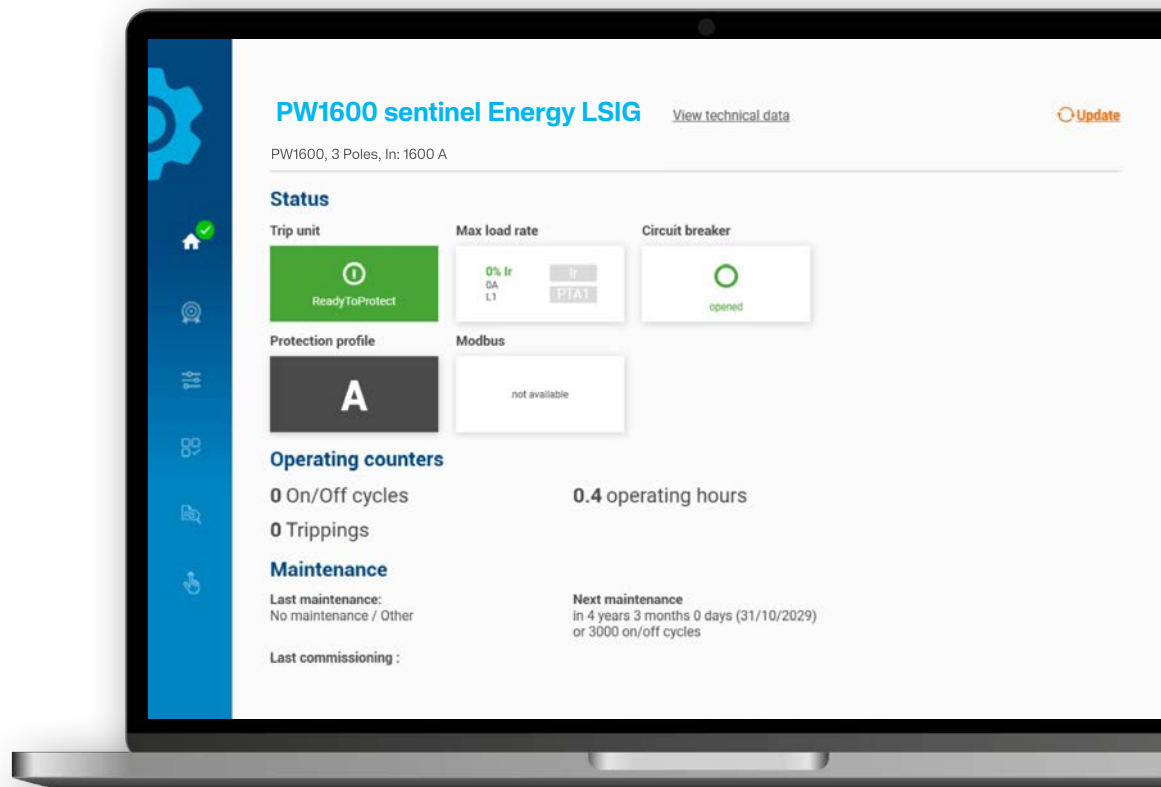 PW1600 sentinel Energy LSIG
View technical data
Update
PW1600, 3 Poles, In: 1600 A
Status
Trip unit
Max load rate
Circuit breaker
ReadyToProtect
0% Ir
0A
L1
Ir
PTA1
opened
Protection profile
Modbus
A
not available
Operating counters
0 On/Off cycles
0.4 operating hours
0 Trippings
Maintenance
Last maintenance:
No maintenance / Other
Next maintenance
in 4 years 3 months 0 days (31/10/2029)
or 3000 on/off cycles
Last commissioning :